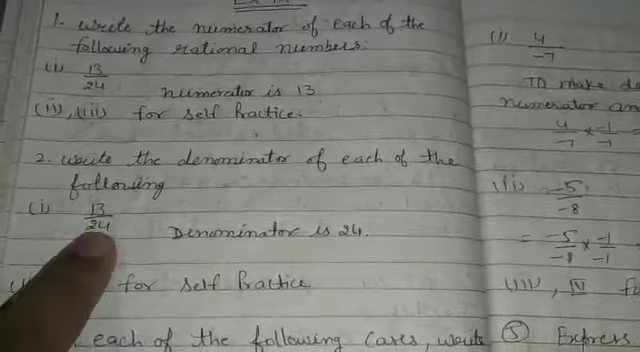 1. Write the numerator of each of the
following rational numbers:
(i) 13/24 numerator is 13
(ii), (iii) for self Practice.
2. Write the denominator of each of the
following
(i) 13/24 Denominator is 24.
for self Practice
each of the following cases, write
(i) 4/-7
TO make
numerator an
4/-7 × -1/-1
(ii) -5/-8
= -5/-8 × -1/-1
(iii), IV
(5) Express